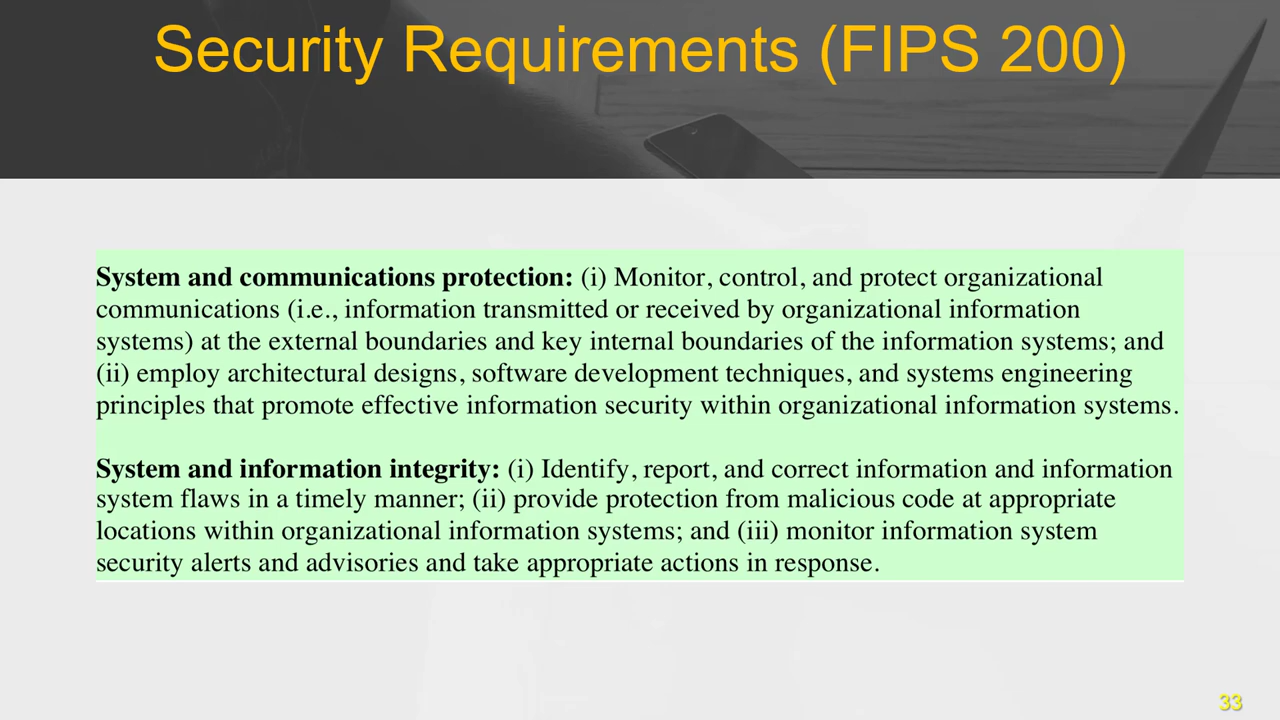 Security Requirements (FIPS 200)
System and communications protection: (i) Monitor, control, and protect organizational
communications (i.e., information transmitted or received by organizational information
systems) at the external boundaries and key internal boundaries of the information systems; and
(ii) employ architectural designs, software development techniques, and systems engineering
principles that promote effective information security within organizational information systems.
System and information integrity: (i) Identify, report, and correct information and information
system flaws in a timely manner; (ii) provide protection from malicious code at appropriate
locations within organizational information systems; and (iii) monitor information system
security alerts and advisories and take appropriate actions in response.
33